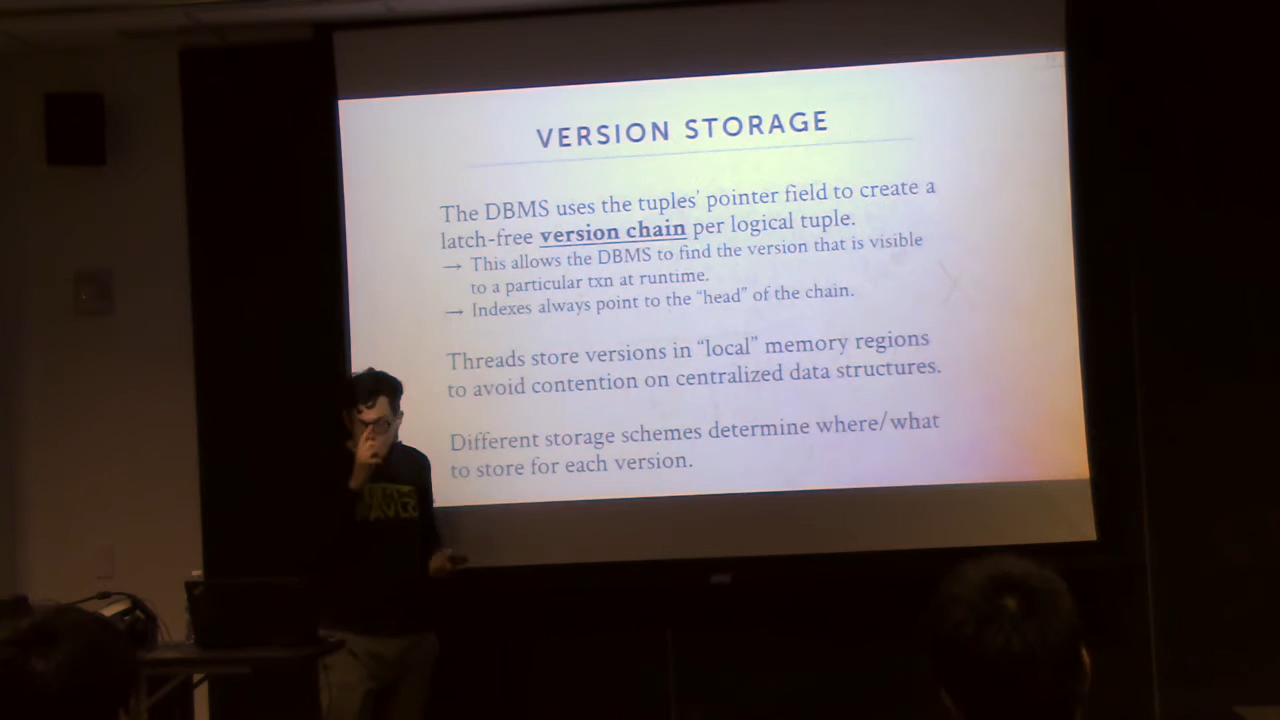 VERSION STORAGE
The DBMS uses the tuples' pointer field to create a
latch-free version chain per logical tuple.
→ This allows the DBMS to find the version that is visible
to a particular txn at runtime.
→ Indexes always point to the "head" of the chain.
Threads store versions in "local" memory regions
to avoid contention on centralized data structures.
Different storage schemes determine where/what
to store for each version.